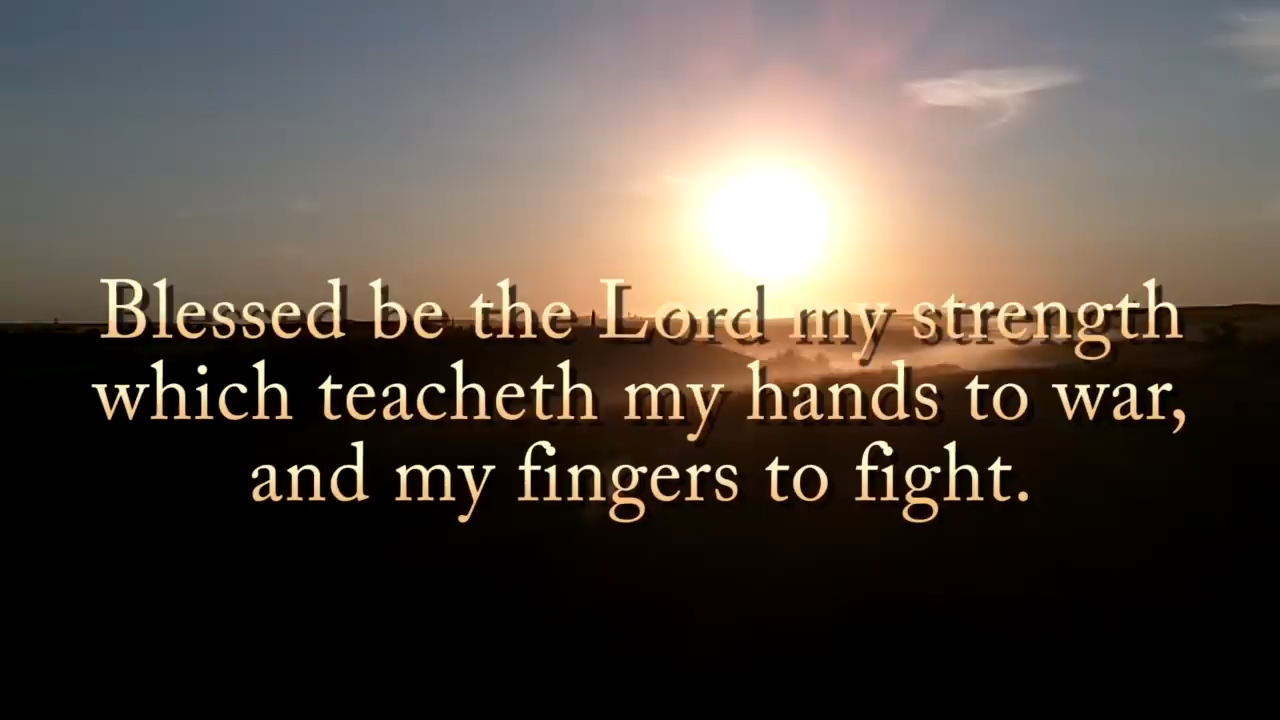 Blessed be the Lord my strength
which teacheth my hands to war,
and my fingers to fight.